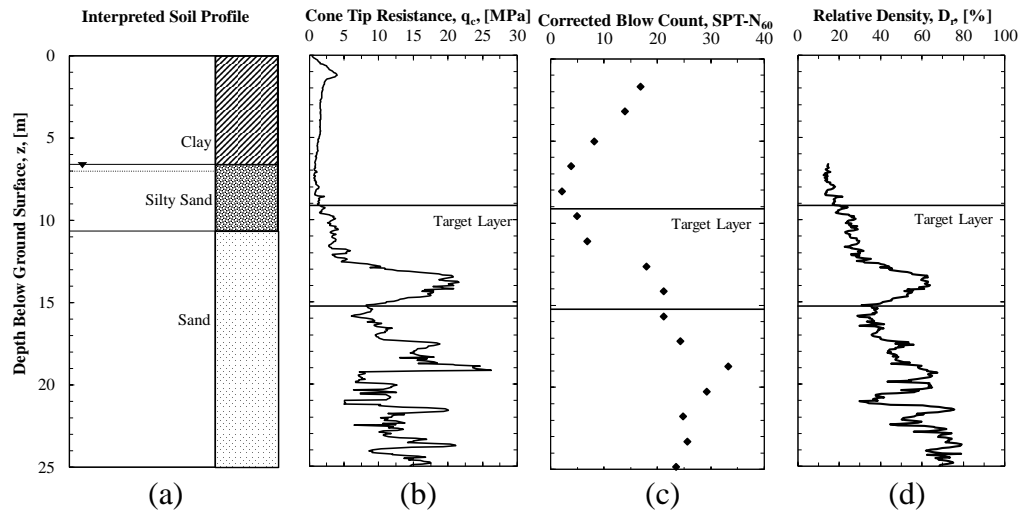 Interpreted Soil Profile
Cone Tip Resistance, qc, [MPa]
Corrected Blow Count, SPT-N60
Relative Density, Dr, [%]
0 5 10 15 20 25 30
0 10 20 30 40
0 20 40 60 80 100
Depth Below Ground Surface, z, [m]
0
5
10
15
20
25
Clay
Silty Sand
Sand
Target Layer
Target Layer
Target Layer
(a)
(b)
(c)
(d)